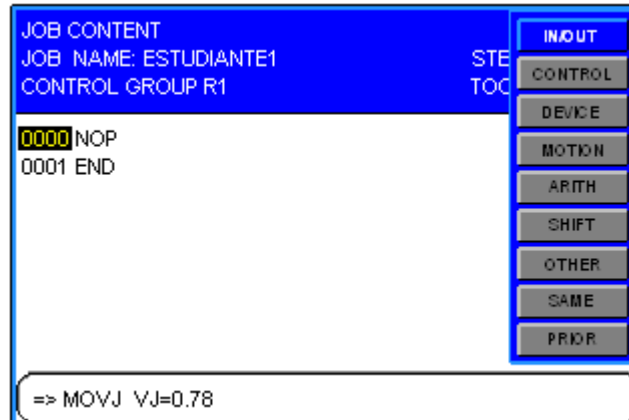 JOB CONTENT
JOB NAME: ESTUDIANTE1 STE
CONTROL GROUP R1 TOO
0000 NOP
0001 END
IN/OUT
CONTROL
DEVICE
MOTION
ARITH
SHIFT
OTHER
SAME
PRIOR
=> MOVJ VJ=0.78